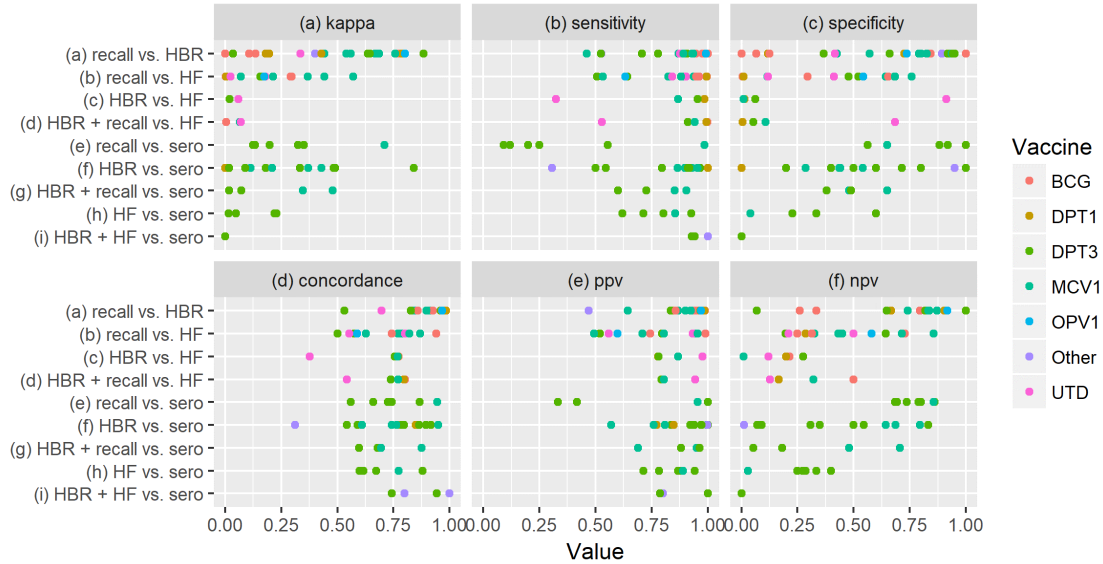 (a) kappa (b) sensitivity (c) specificity
(a) recall vs. HBR
(b) recall vs. HF
(c) HBR vs. HF
(d) HBR + recall vs. HF
(e) recall vs. sero
(f) HBR vs. sero
(g) HBR + recall vs. sero
(h) HF vs. sero
(i) HBR + HF vs. sero
(d) concordance (e) ppv (f) npv
(a) recall vs. HBR
(b) recall vs. HF
(c) HBR vs. HF
(d) HBR + recall vs. HF
(e) recall vs. sero
(f) HBR vs. sero
(g) HBR + recall vs. sero
(h) HF vs. sero
(i) HBR + HF vs. sero
0.00 0.25 0.50 0.75 1.00 0.00 0.25 0.50 0.75 1.00 0.00 0.25 0.50 0.75 1.00
Value
Vaccine
BCG
DPT1
DPT3
MCV1
OPV1
Other
UTD